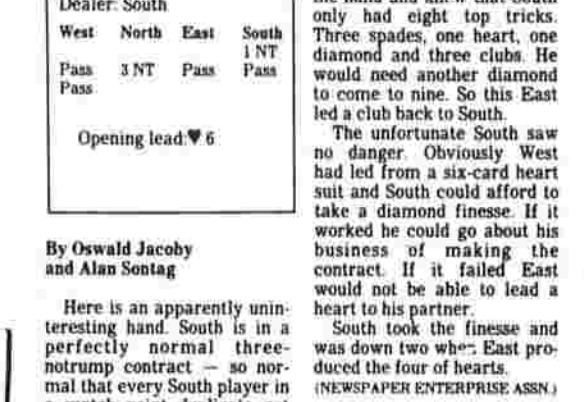 Dealer: South
West North East South
1 NT
Pass 3 NT Pass Pass
Pass
Opening lead: ♥ 6
By Oswald Jacoby
and Alan Sontag
Here is an apparently unin-
teresting hand. South is in a
perfectly normal three-
notrump contract — so nor-
mal that every South player in
only had eight top tricks.
Three spades, one heart, one
diamond and three clubs. He
would need another diamond
to come to nine. So this East
led a club back to South.
The unfortunate South saw
no danger. Obviously West
had led from a six-card heart
suit and South could afford to
take a diamond finesse. If it
worked he could go about his
business of making the
contract. If it failed East
would not be able to lead a
heart to his partner.
South took the finesse and
was down two when East pro-
duced the four of hearts.
(NEWSPAPER ENTERPRISE ASSN.)